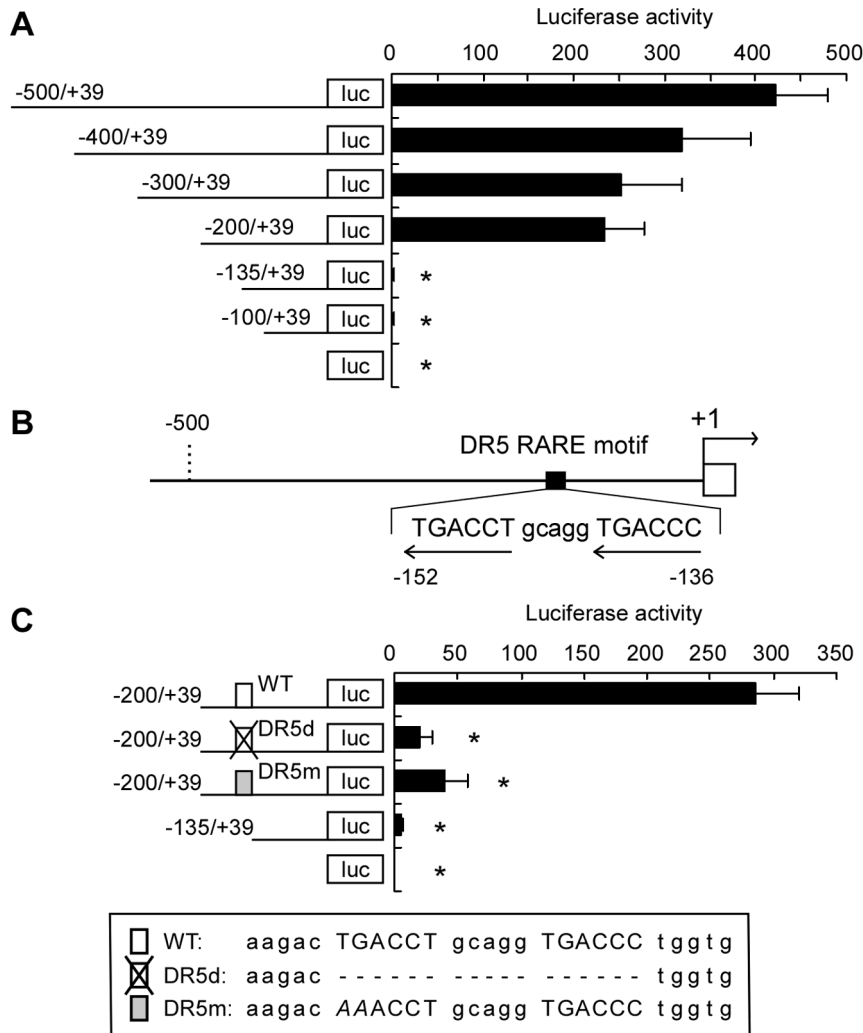 A
Luciferase activity
0 100 200 300 400 500
-500/+39 luc
-400/+39 luc
-300/+39 luc
-200/+39 luc
-135/+39 luc *
-100/+39 luc *
luc *
B
-500
+1
DR5 RARE motif
TGACCT gcagg TGACCC
-152 -136
C
Luciferase activity
0 50 100 150 200 250 300 350
-200/+39 WT luc
-200/+39 DR5d luc *
-200/+39 DR5m luc *
-135/+39 luc *
luc *
WT: aagac TGACCT gcagg TGACCC tggtg
DR5d: aagac - - - - - - - - - - - - - - - - - tggtg
DR5m: aagac AAACCT gcagg TGACCC tggtg